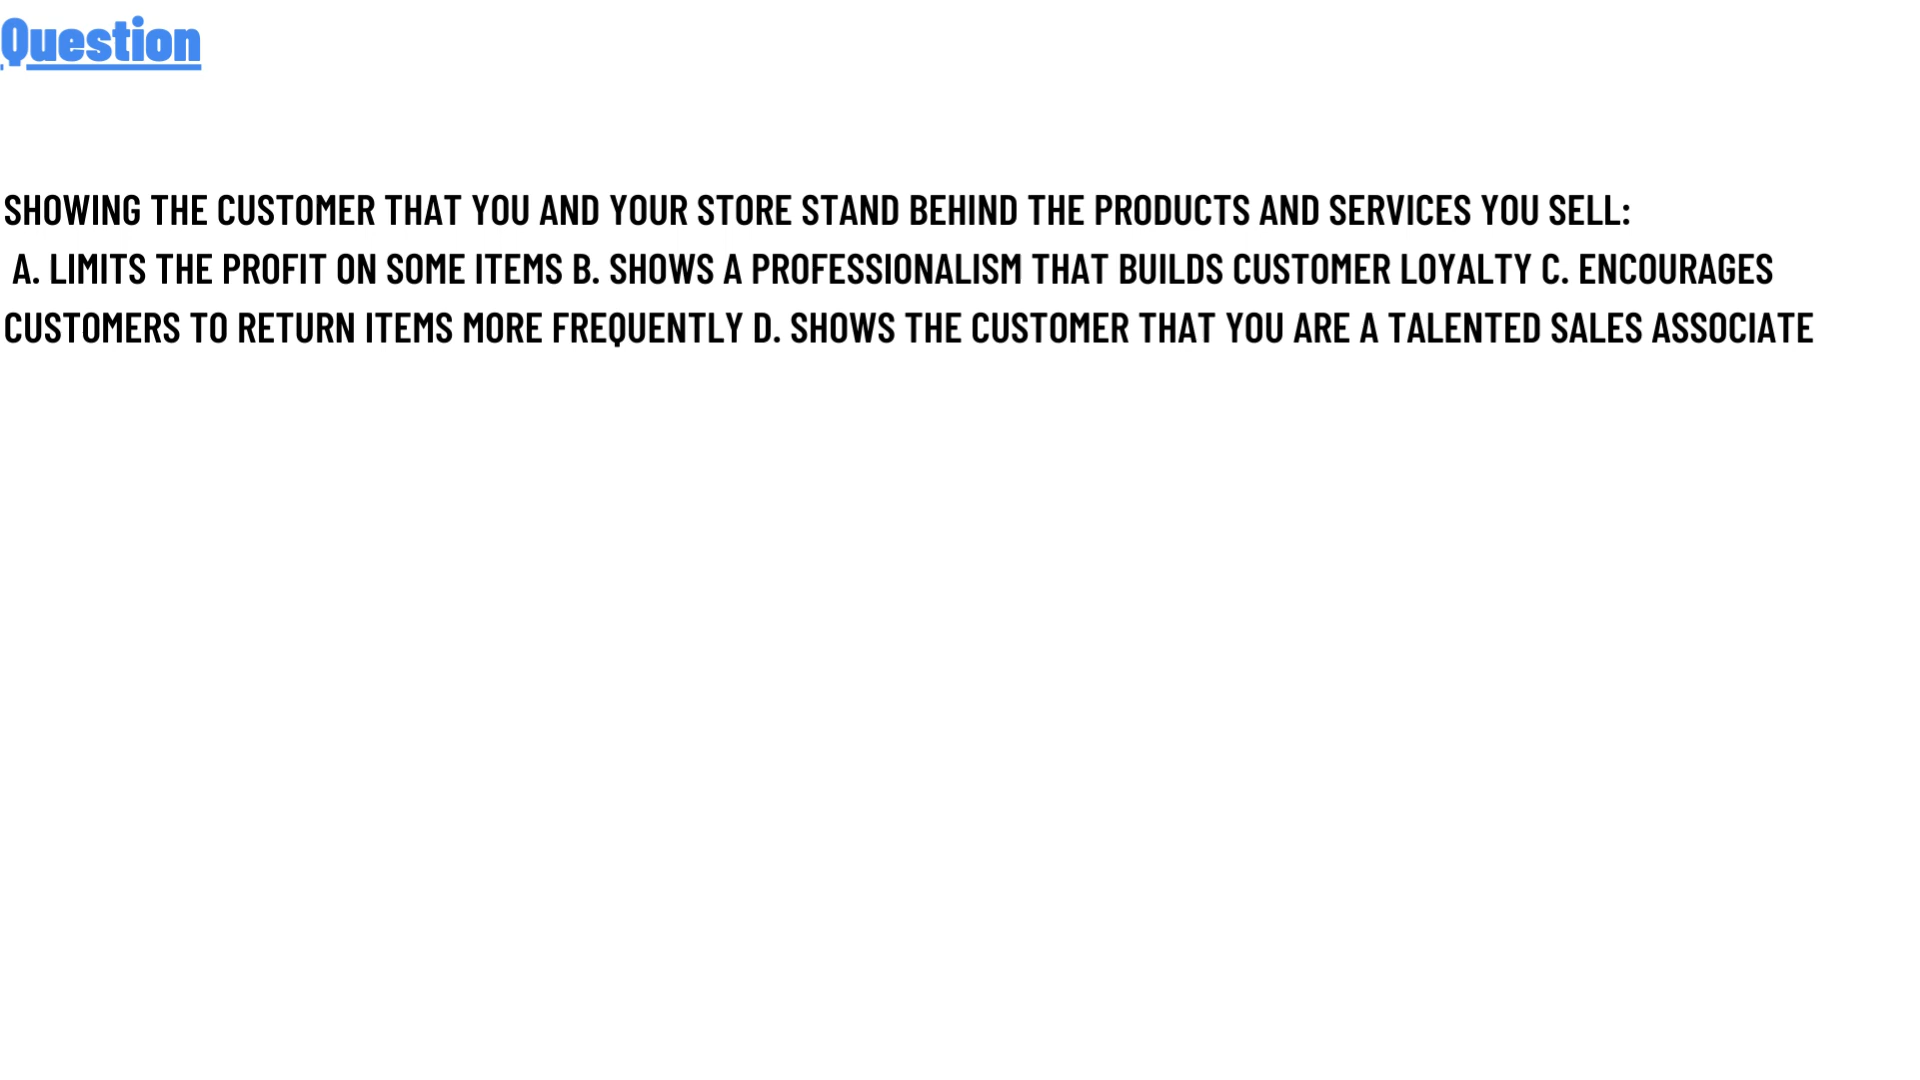 Question
SHOWING THE CUSTOMER THAT YOU AND YOUR STORE STAND BEHIND THE PRODUCTS AND SERVICES YOU SELL:
A. LIMITS THE PROFIT ON SOME ITEMS B. SHOWS A PROFESSIONALISM THAT BUILDS CUSTOMER LOYALTY C. ENCOURAGES
CUSTOMERS TO RETURN ITEMS MORE FREQUENTLY D. SHOWS THE CUSTOMER THAT YOU ARE A TALENTED SALES ASSOCIATE